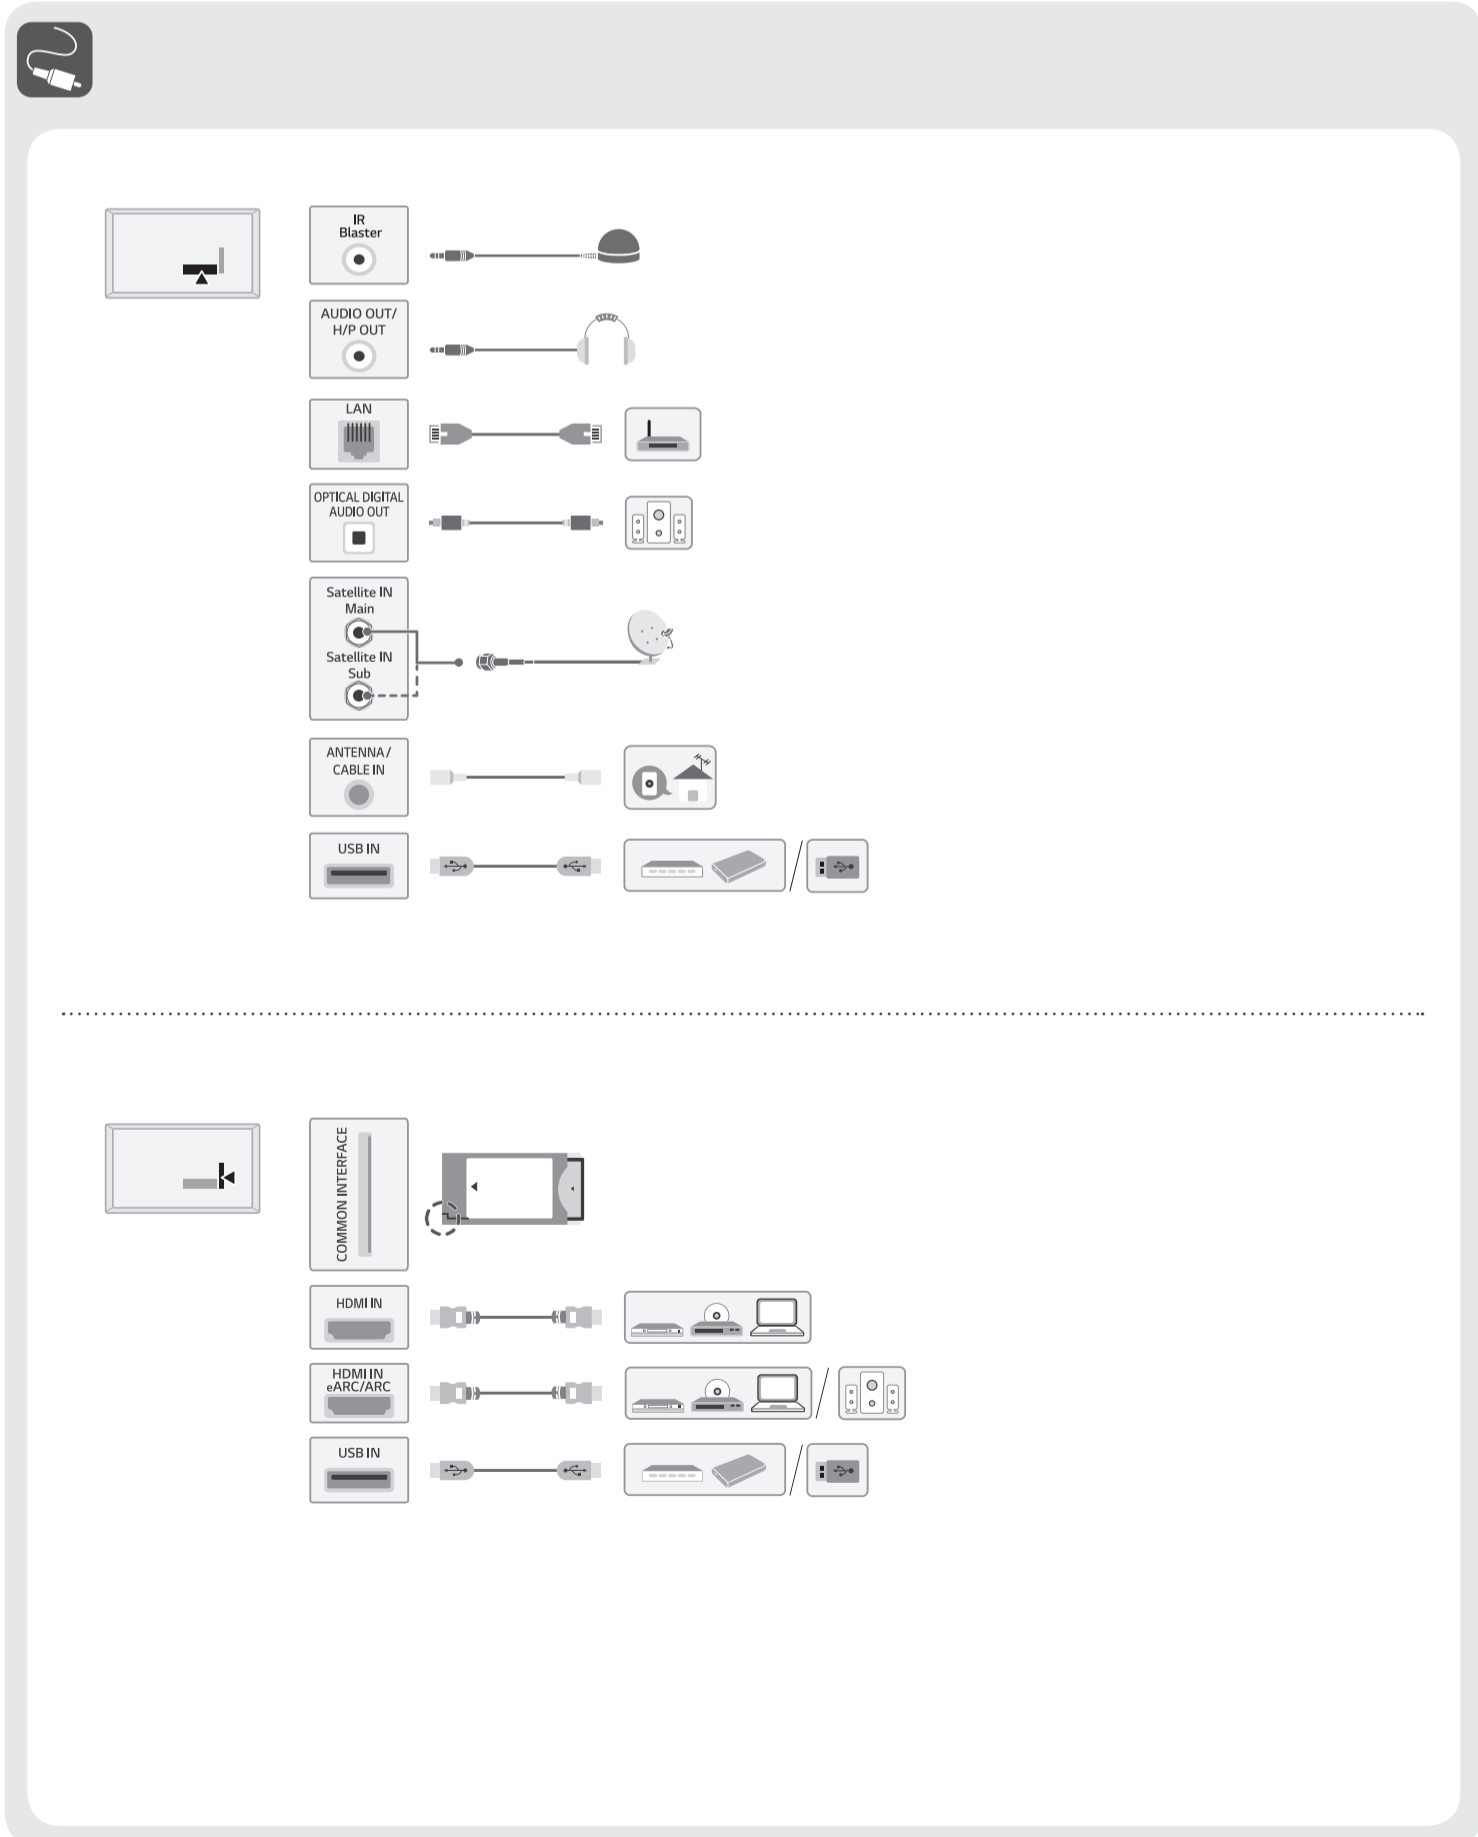 IR
Blaster
AUDIO OUT/
H/P OUT
LAN
OPTICAL DIGITAL
AUDIO OUT
Satellite IN
Main
Satellite IN
Sub
ANTENNA/
CABLE IN
USB IN
COMMON INTERFACE
HDMI IN
HDMI IN
eARC/ARC
USB IN